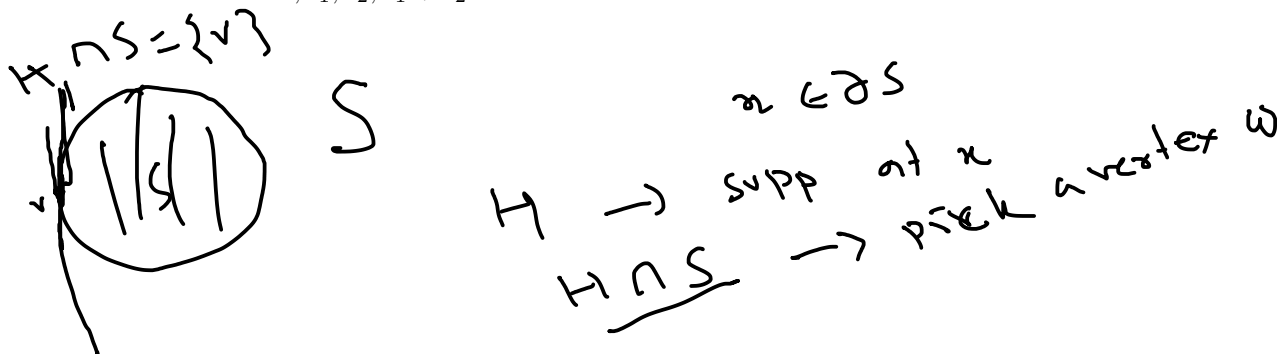 H ∩ S = {v}
S
S
v
x ∈ ∂S
H → supp at x
H ∩ S → pick a vertex ω